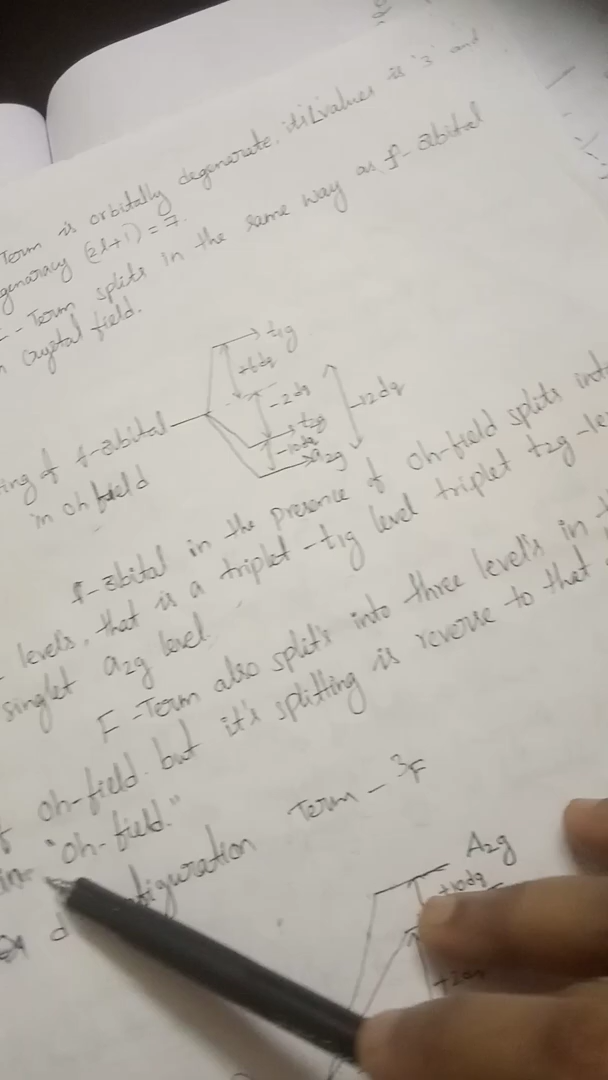 Term is orbitally degenerate. its L values is '3' and
(2l+1) = 7.
Term splits in the same way as f-orbital
crystal field.
t1g
+6dq
-2dq
-12dq
t2g
-10dq
a2g
of f-orbital
in oh field
f-orbital in the presence of oh-field splits into
levels, that is a triplet - t1g level triplet t2g-
singlet a2g level.
F-Term also splits into three level's in
oh-field. but it's splitting is reverse to that
in "oh-field."
Term - 3F
A2g
+10dq